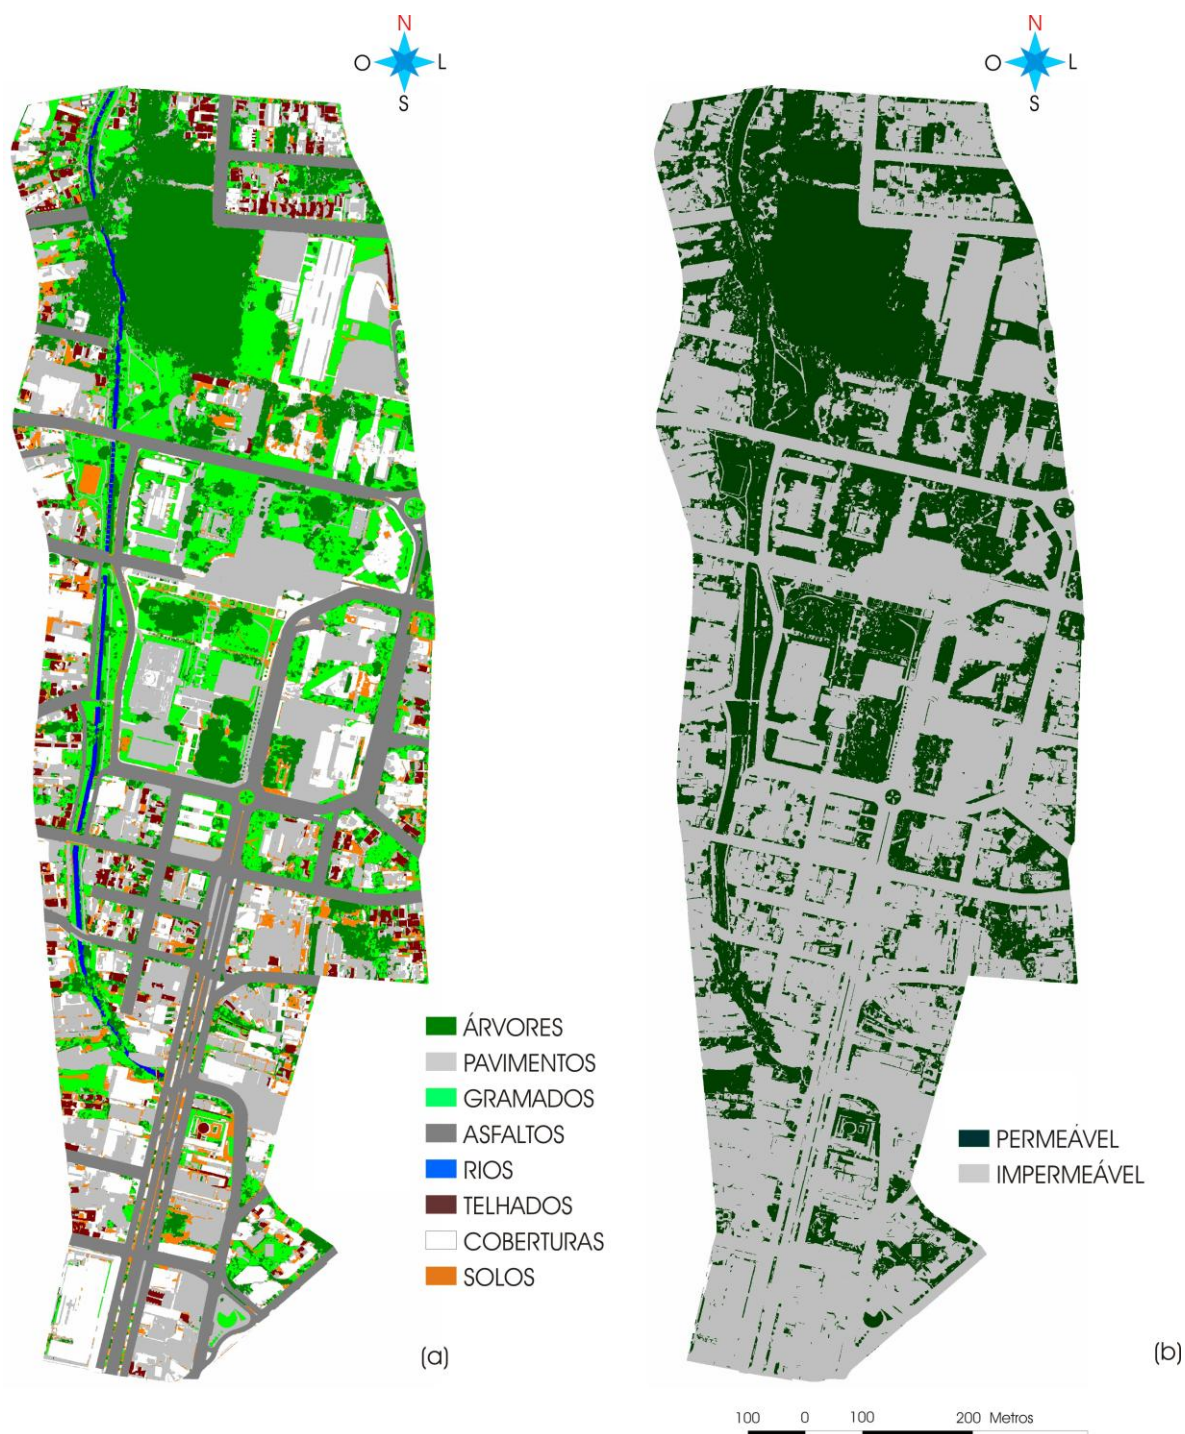 N
O L
S
N
O L
S
ÁRVORES
PAVIMENTOS
GRAMADOS
ASFALTOS
RIOS
TELHADOS
COBERTURAS
SOLOS
(a)
PERMEÁVEL
IMPERMEÁVEL
(b)
100 0 100 200 Metros